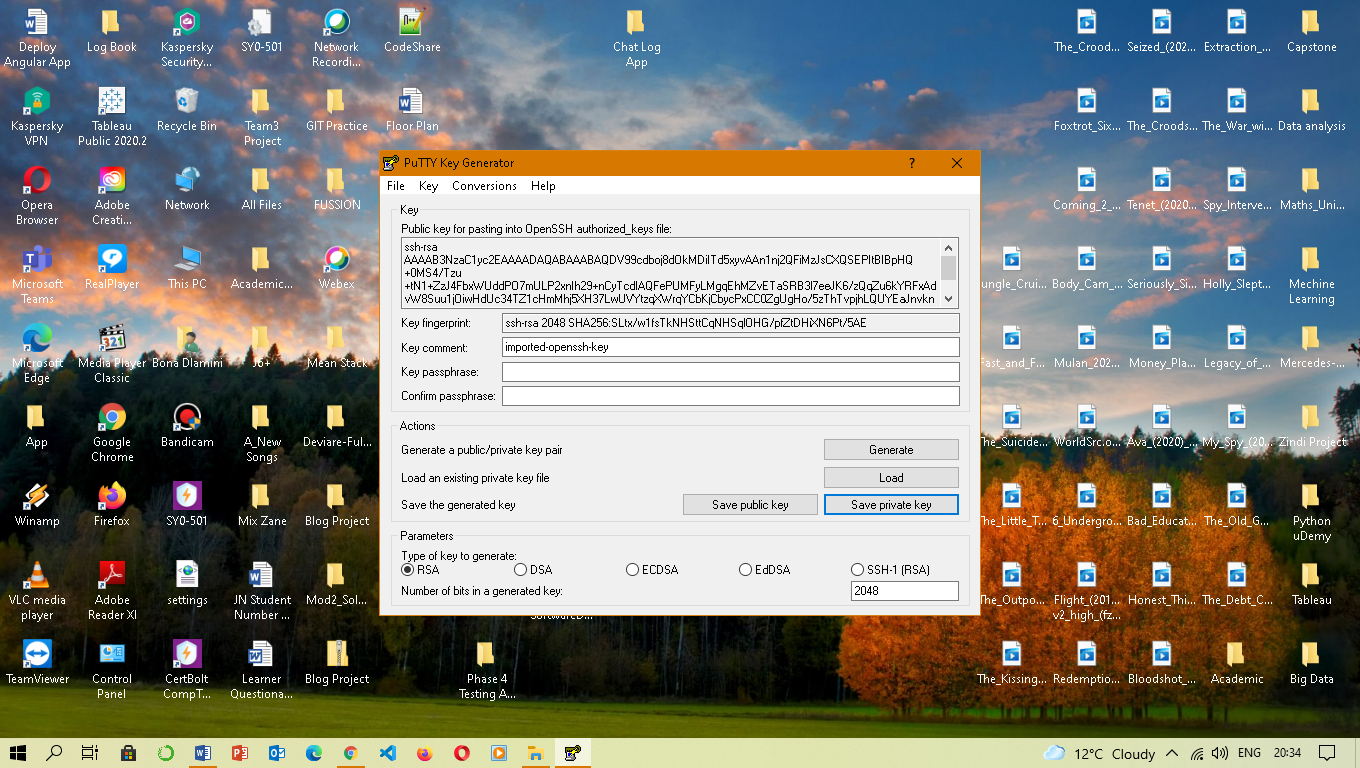 Deploy Angular App
Log Book
Kaspersky Security...
SY0-501
Network Recordi...
CodeShare
Chat Log App
The_Crood...
Seized_(202...
Extraction_...
Capstone
Kaspersky VPN
Tableau Public 2020.2
Recycle Bin
Team3 Project
GIT Practice
Floor Plan
Foxtrot_Six...
The_Croods...
The_War_wi...
Data analysis
Opera Browser
Adobe Creati...
Network
All Files
FUSSION
Coming_2_...
Tenet_(2020...
Spy_Interve...
Maths_Uni...
Microsoft Teams
RealPlayer
This PC
Academic...
Webex
Jungle_Crui...
Body_Cam_...
Seriously_Si...
Holly_Slept...
Mechine Learning
Microsoft Edge
Media Player Classic
Bona Dlamini
J6+
Mean Stack
Fast_and_F...
Mulan_202...
Money_Pla...
Legacy_of_...
Mercedes-...
App
Google Chrome
Bandicam
A_New Songs
Deviare-Ful...
The_Suicide...
WorldSrc.o...
Ava_(2020)_...
My_Spy_(20...
Zindi Project
Winamp
Firefox
SY0-501
Mix Zane
Blog Project
The_Little_T...
6_Undergro...
Bad_Educat...
The_Old_G...
Python uDemy
VLC media player
Adobe Reader XI
settings
JN Student Number ...
Mod2_Sol...
The_Outpo...
Flight_(201... v2_high_(fz...
Honest_Thi...
The_Debt_C...
Tableau
TeamViewer
Control Panel
CertBolt CompT...
Learner Questiona...
Blog Project
Phase 4 Testing A...
The_Kissing...
Redemptio...
Bloodshot_...
Academic
Big Data
PuTTY Key Generator
?
File Key Conversions Help
Key
Public key for pasting into OpenSSH authorized_keys file:
ssh-rsa
Key fingerprint:
ssh-rsa 2048
Key comment:
imported-openssh-key
Key passphrase:
Confirm passphrase:
Actions
Generate a public/private key pair
Generate
Load an existing private key file
Load
Save the generated key
Save public key
Save private key
Parameters
Type of key to generate:
RSA DSA ECDSA EdDSA SSH-1 (RSA)
Number of bits in a generated key:
2048
12°C Cloudy ENG 20:34